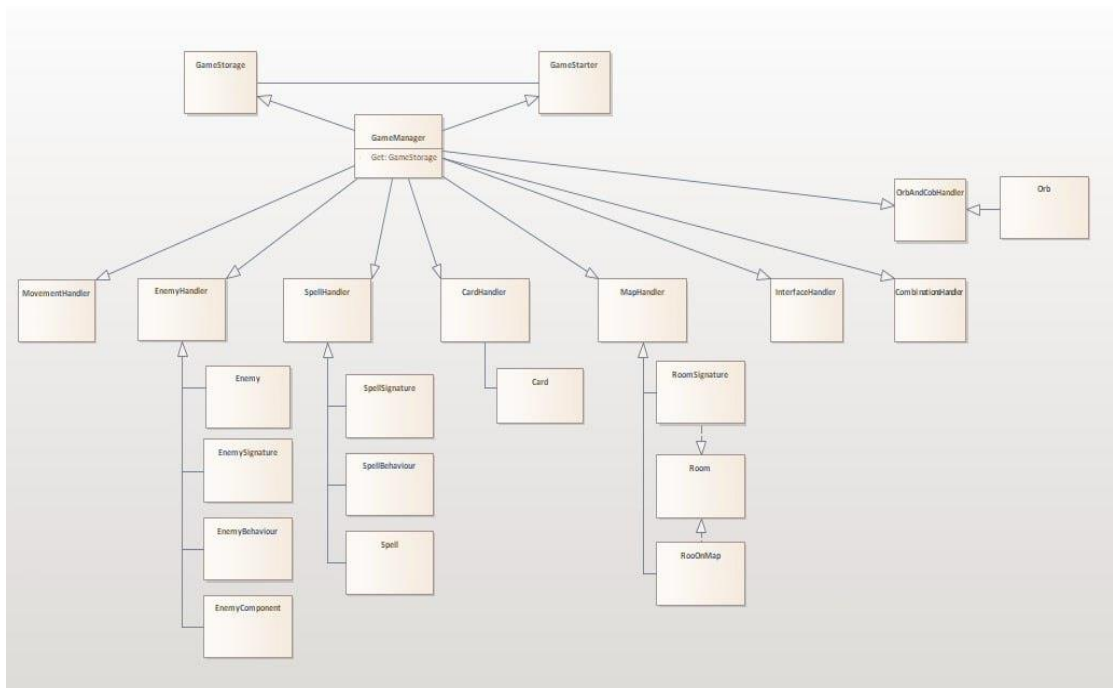 GameStorage
GameStarter
GameManager
Get: GameStorage
OrbAndCobHandler
Orb
MovementHandler
EnemyHandler
SpellHandler
CardHandler
MapHandler
InterfaceHandler
CombinationHandler
Enemy
SpellSignature
Card
RoomSignature
EnemySignature
SpellBehaviour
Room
EnemyBehaviour
Spell
RooOnMap
EnemyComponent